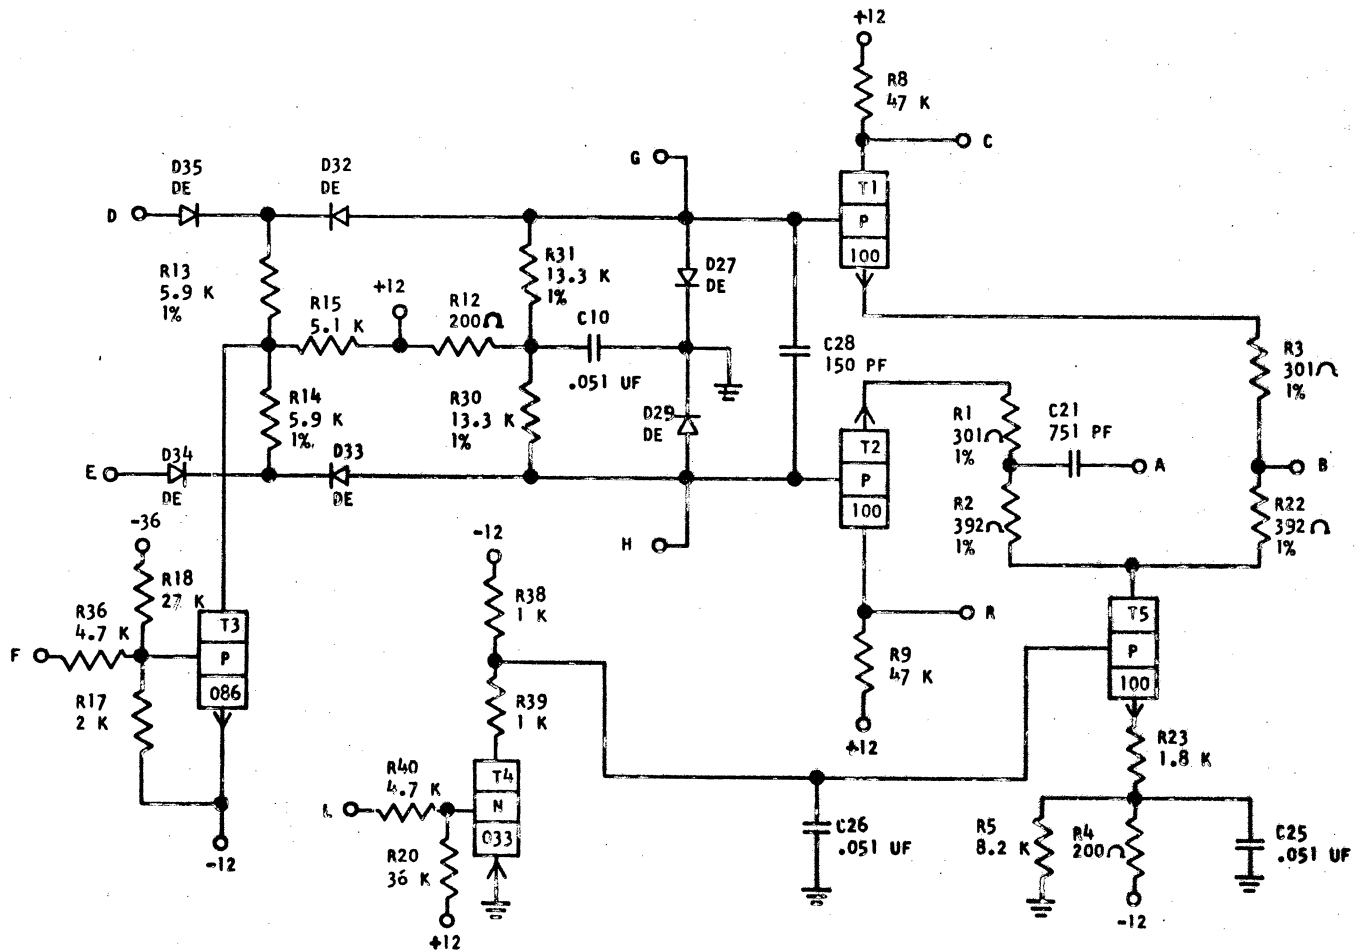 +12
R8
47 K
C
G
D35
DE
D32
DE
D
T1
P
100
R13
5.9 K
1%
R31
13.3 K
1%
D27
DE
+12
R15
5.1 K
R12
200Ω
C10
.051 UF
C28
150 PF
R3
301Ω
1%
R14
5.9 K
1%
R30
13.3 K
1%
D29
DE
R1
301Ω
1%
C21
751 PF
A
B
T2
P
100
E
D34
DE
D33
DE
R2
392Ω
1%
R22
392Ω
1%
H
-36
-12
R18
27 K
R36
4.7 K
F
T3
P
086
R38
1 K
R
T5
P
100
R17
2 K
R39
1 K
R9
47 K
+12
R23
1.8 K
R40
4.7 K
L
T4
N
033
-12
R20
36 K
+12
C26
.051 UF
R5
8.2 K
R4
200Ω
C25
.051 UF
-12